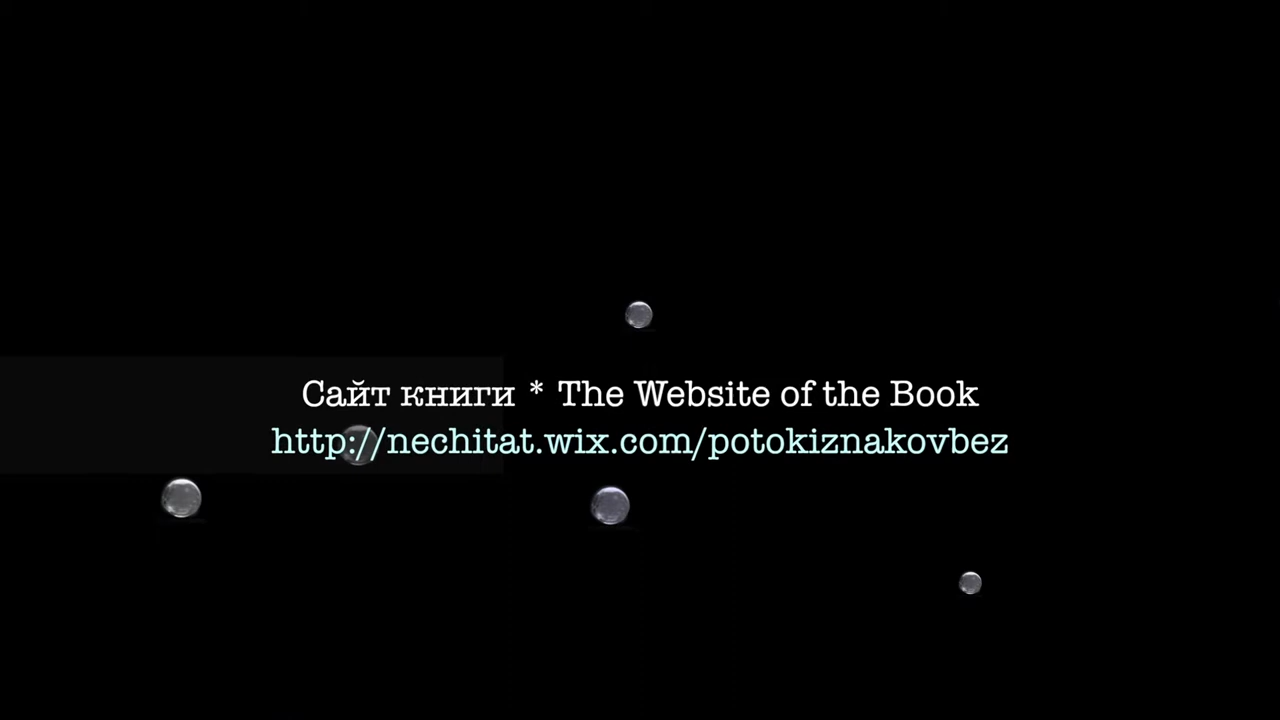 Сайт книги * The Website of the Book
http://nechitat.wix.com/potokiznakovbez